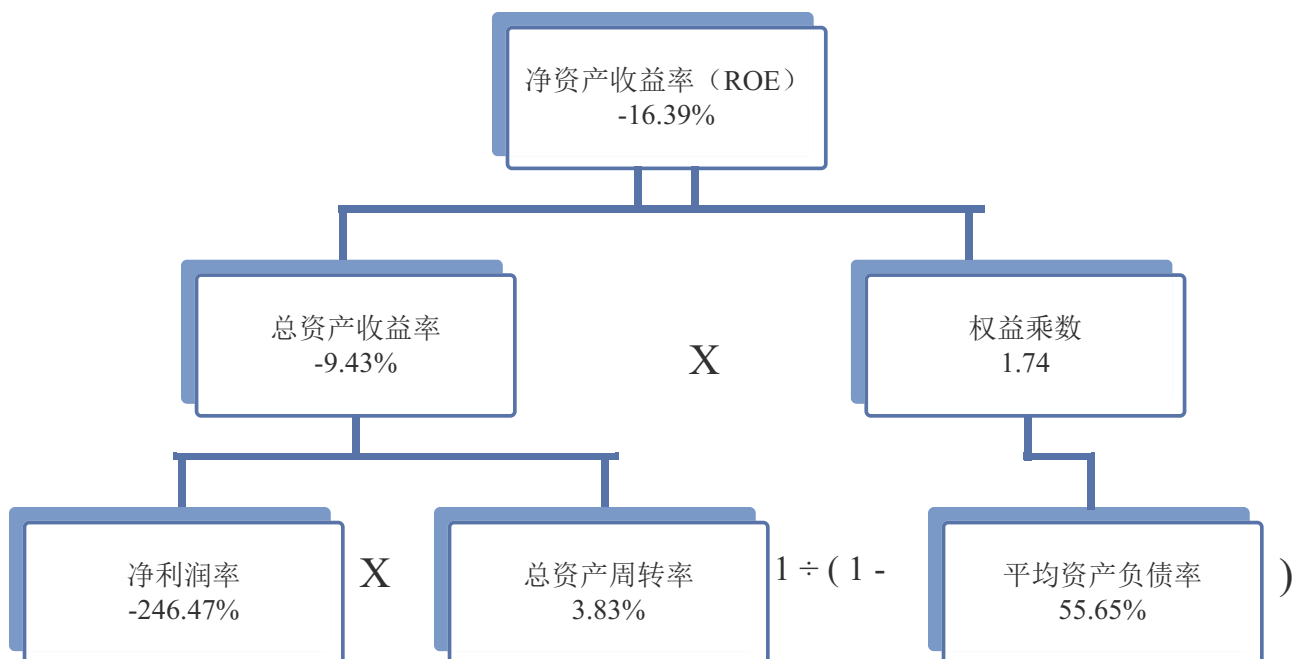 净资产收益率（ROE）
-16.39%
总资产收益率
-9.43%
X
权益乘数
1.74
净利润率
-246.47%
X
总资产周转率
3.83%
1 ÷ ( 1 -
平均资产负债率
55.65%
)